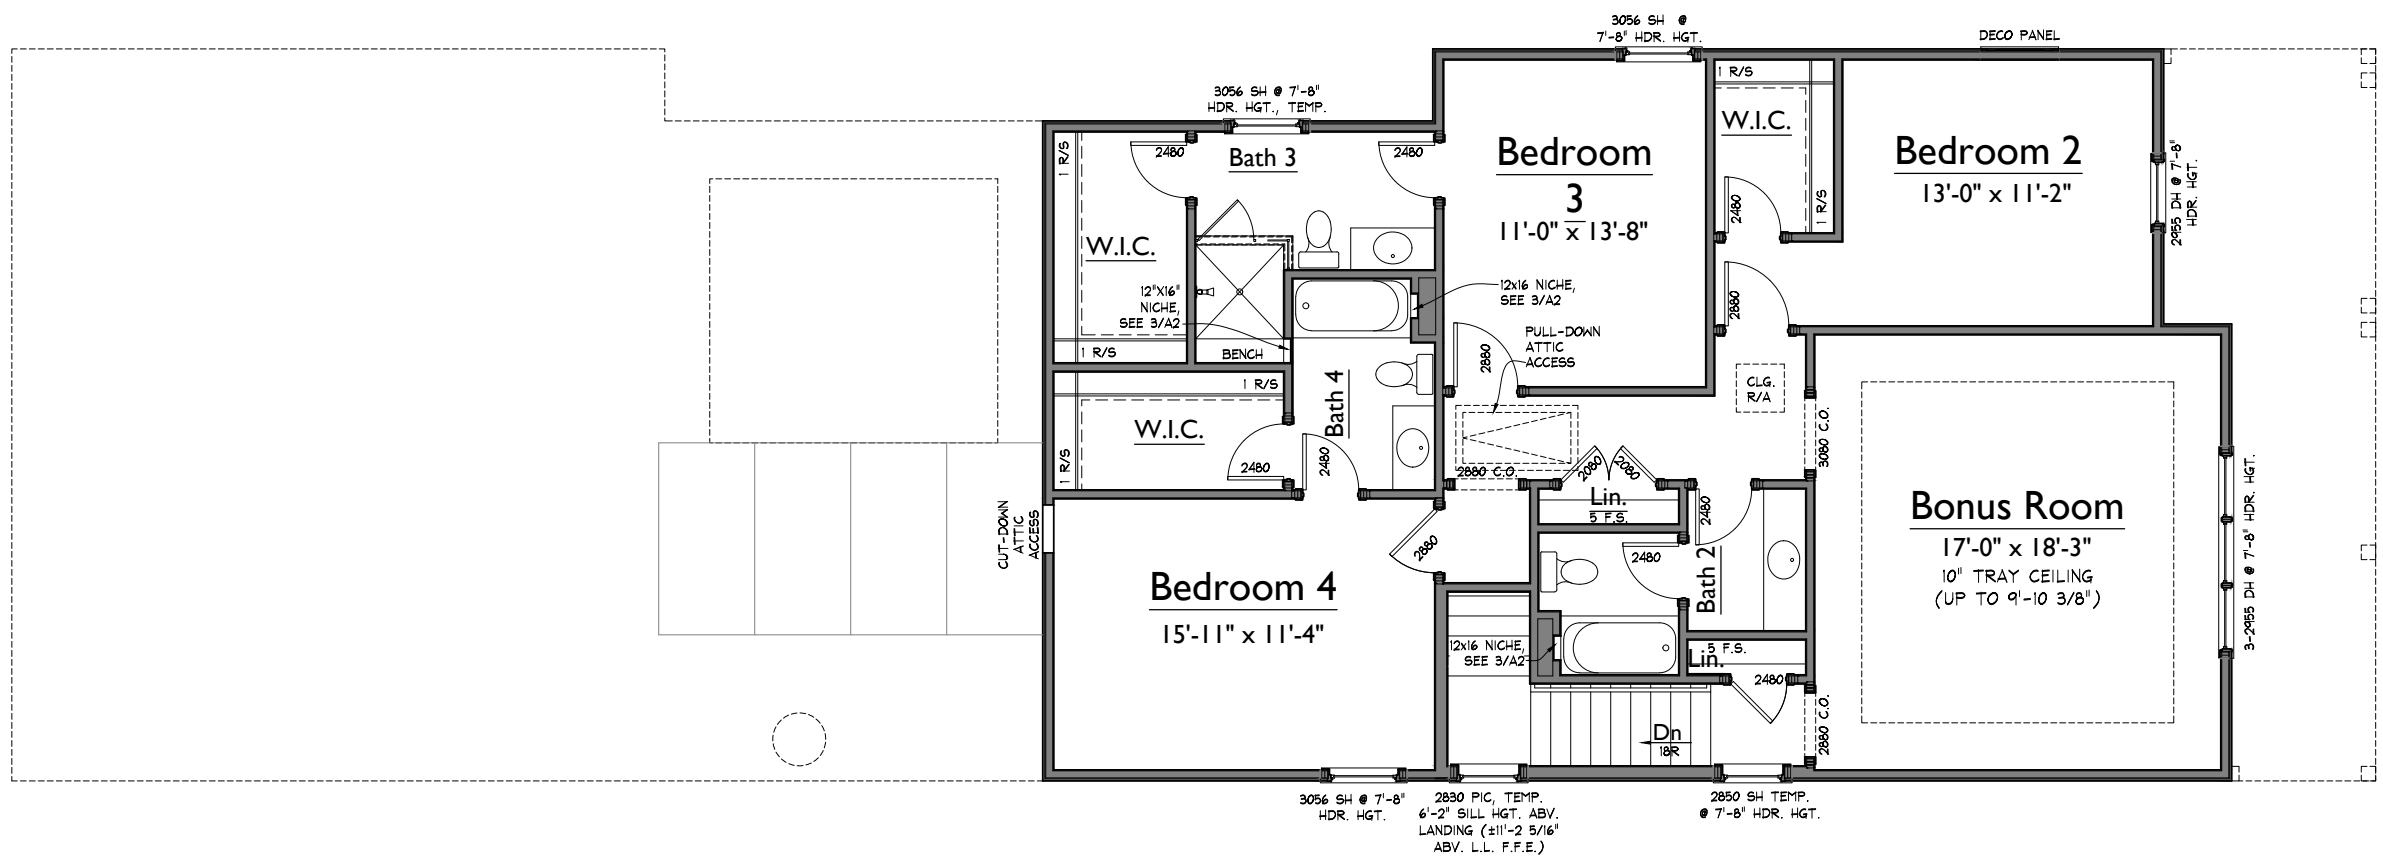 3056 SH @
7'-8" HDR. HGT.
DECO PANEL
3056 SH @ 7'-8"
HDR. HGT., TEMP.
1 R/S
W.I.C.
1 R/S
2480
Bedroom 2
13'-0" x 11'-2"
2955 DH @ 7'-8"
HDR. HGT.
Bedroom
3
11'-0" x 13'-8"
1 R/S
2480
Bath 3
2480
W.I.C.
1 R/S
12"X16"
NICHE,
SEE 3/A2
BENCH
12x16 NICHE,
SEE 3/A2
PULL-DOWN
ATTIC
ACCESS
2880
2880
CLG.
R/A
3080 C.O.
1 R/S
W.I.C.
1 R/S
2480
Bath 4
2480
2880 C.O.
2080
2080
Lin.
5 F.S.
2480
CUT-DOWN
ATTIC
ACCESS
Bedroom 4
15'-11" x 11'-4"
2880
2480
Bath 2
Bonus Room
17'-0" x 18'-3"
10" TRAY CEILING
(UP TO 9'-10 3/8")
3-2955 DH @ 7'-8" HDR. HGT.
12x16 NICHE,
SEE 3/A2
5 F.S.
Lin.
2480
Dn
18R
2880 C.O.
3056 SH @ 7'-8"
HDR. HGT.
2830 PIC, TEMP.
6'-2" SILL HGT. ABV.
LANDING (±11'-2 5/16"
ABV. L.L. F.F.E.)
2850 SH TEMP.
@ 7'-8" HDR. HGT.